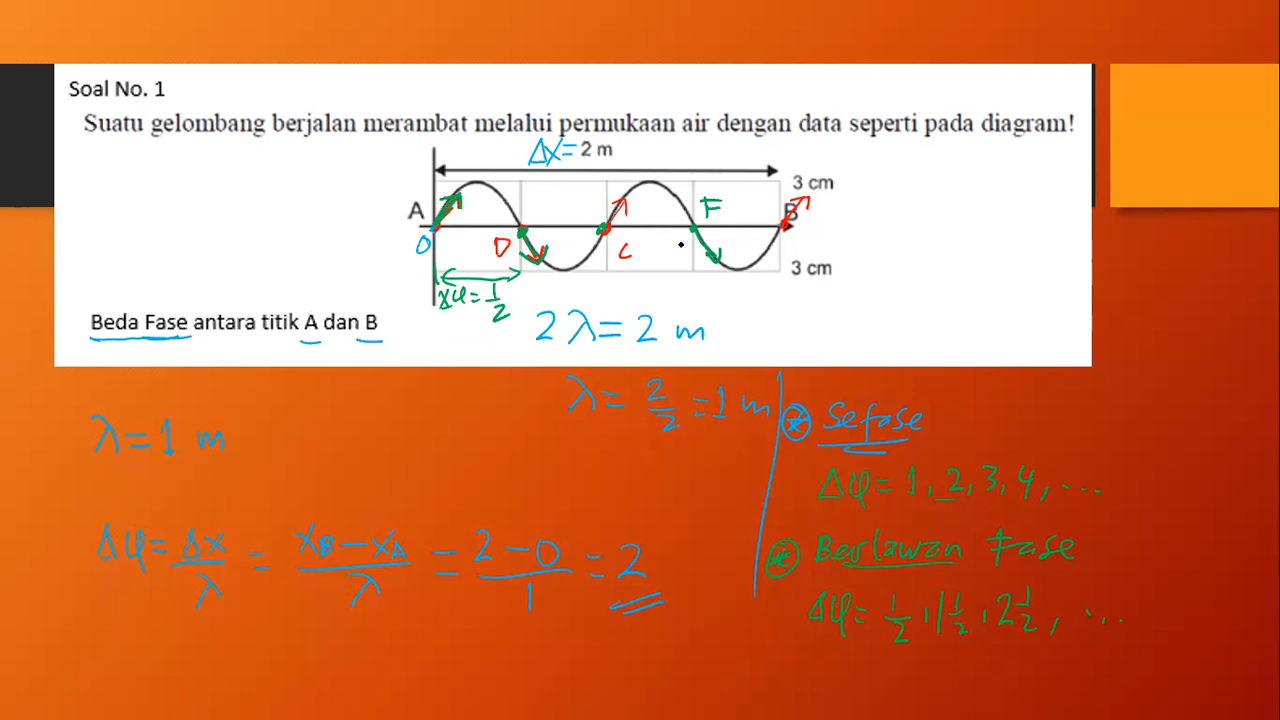 Soal No. 1
Suatu gelombang berjalan merambat melalui permukaan air dengan data seperti pada diagram!
Δx= 2 m
3 cm
A
F
B
0
D
C
3 cm
Δφ=1/2
Beda Fase antara titik A dan B
2λ= 2 m
λ= 2/2 =1 m
λ=1 m
Sefase
Δφ= 1, 2, 3, 4, ...
Δφ= Δx/λ = xB-xA/λ = 2-0/1 = 2
Berlawan Fase
Δφ= 1/2, 1 1/2, 2 1/2, ...